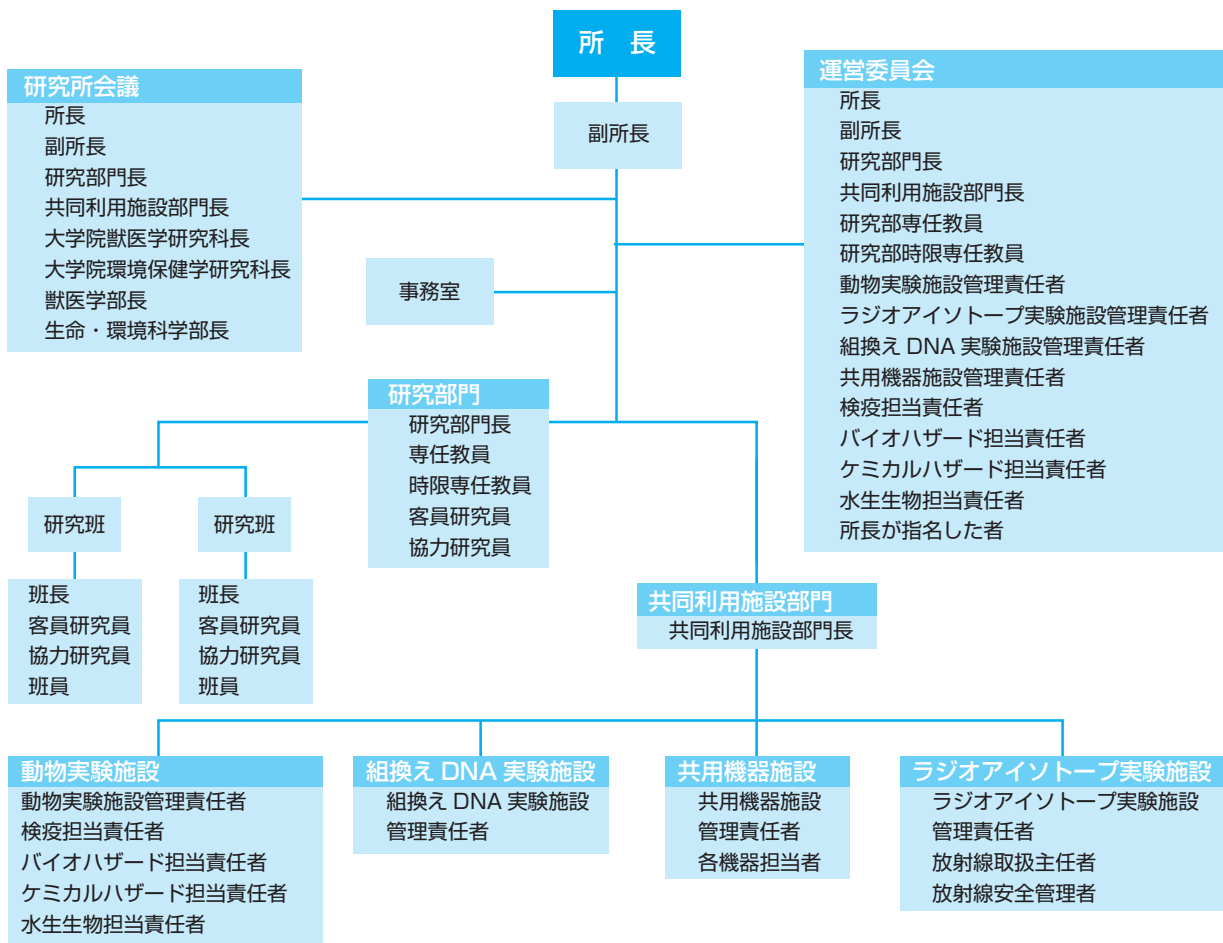 所　長
副所長
研究所会議
所長
副所長
研究部門長
共同利用施設部門長
大学院獣医学研究科長
大学院環境保健学研究科長
獣医学部長
生命・環境科学部長
運営委員会
所長
副所長
研究部門長
共同利用施設部門長
研究部専任教員
研究部時限専任教員
動物実験施設管理責任者
ラジオアイソトープ実験施設管理責任者
組換え DNA 実験施設管理責任者
共用機器施設管理責任者
検疫担当責任者
バイオハザード担当責任者
ケミカルハザード担当責任者
水生生物担当責任者
所長が指名した者
事務室
研究部門
研究部門長
専任教員
時限専任教員
客員研究員
協力研究員
研究班
班長
客員研究員
協力研究員
班員
研究班
班長
客員研究員
協力研究員
班員
共同利用施設部門
共同利用施設部門長
動物実験施設
動物実験施設管理責任者
検疫担当責任者
バイオハザード担当責任者
ケミカルハザード担当責任者
水生生物担当責任者
組換え DNA 実験施設
組換え DNA 実験施設
管理責任者
共用機器施設
共用機器施設
管理責任者
各機器担当者
ラジオアイソトープ実験施設
ラジオアイソトープ実験施設
管理責任者
放射線取扱主任者
放射線安全管理者